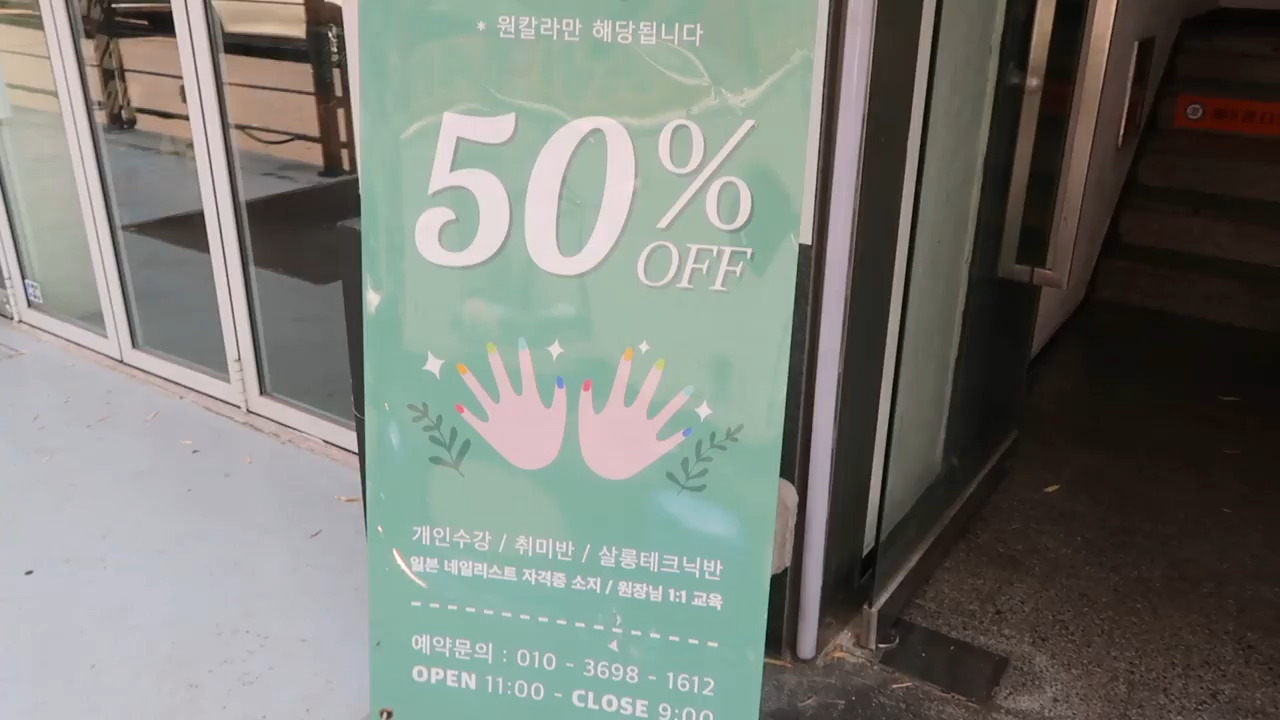 * 원칼라만 해당됩니다
50%
OFF
개인수강 / 취미반 / 살롱테크닉반
일본 네일리스트 자격증 소지 / 원장님 1:1 교육
예약문의 : 010 - 3698 - 1612
OPEN 11:00 - CLOSE 9:00